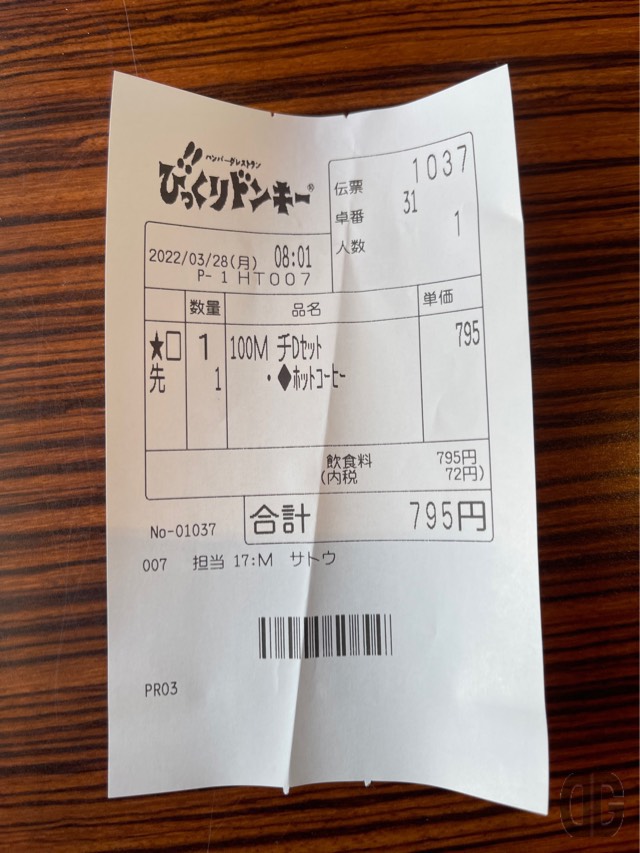 ハンバーグレストラン
びっくりドンキー®
伝票 1037
卓番 31
人数 1
2022/03/28(月) 08:01
P-1 HT007
数量 品名 単価
★□ 1 100M チDセット 795
先 1 ・◆ホットコーヒー
飲食料 795円
(内税 72円)
合計 795円
No-01037
007 担当 17:M サトウ
PR03